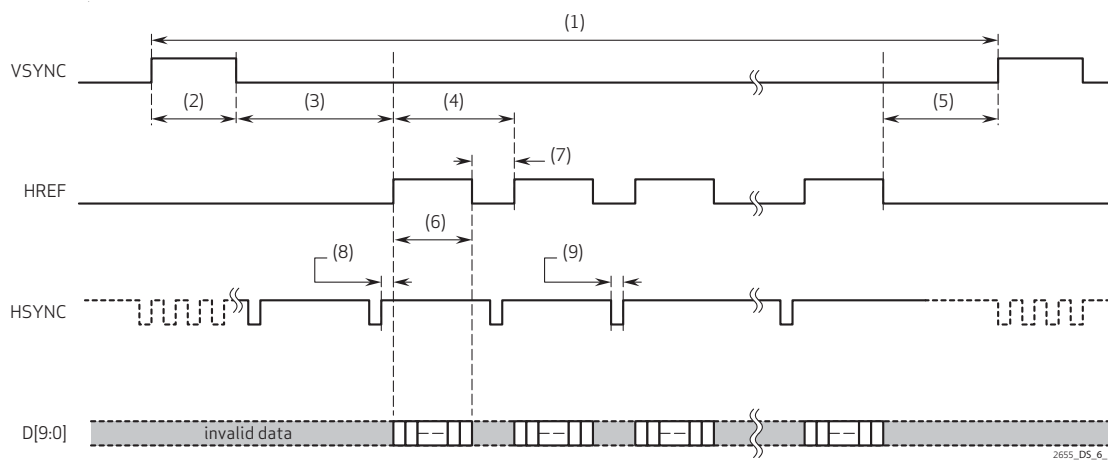 (1)
VSYNC
(2)
(3)
(4)
(5)
(7)
HREF
(6)
(8)
(9)
HSYNC
D[9:0]
invalid data
2655_DS_6_